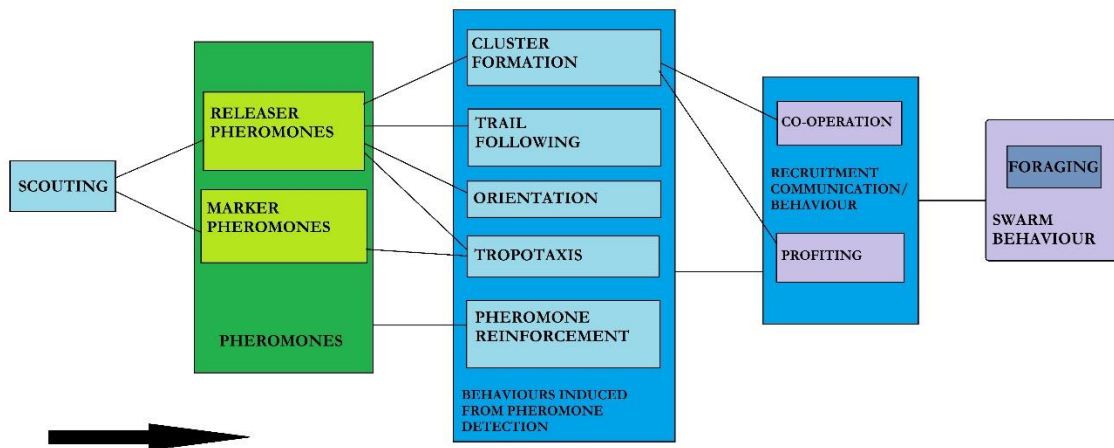 SCOUTING
RELEASER
PHEROMONES
MARKER
PHEROMONES
PHEROMONES
CLUSTER
FORMATION
TRAIL
FOLLOWING
ORIENTATION
TROPOTAXIS
PHEROMONE
REINFORCEMENT
BEHAVIOURS INDUCED
FROM PHEROMONE
DETECTION
CO-OPERATION
RECRUITMENT
COMMUNICATION/
BEHAVIOUR
PROFITING
FORAGING
SWARM
BEHAVIOUR